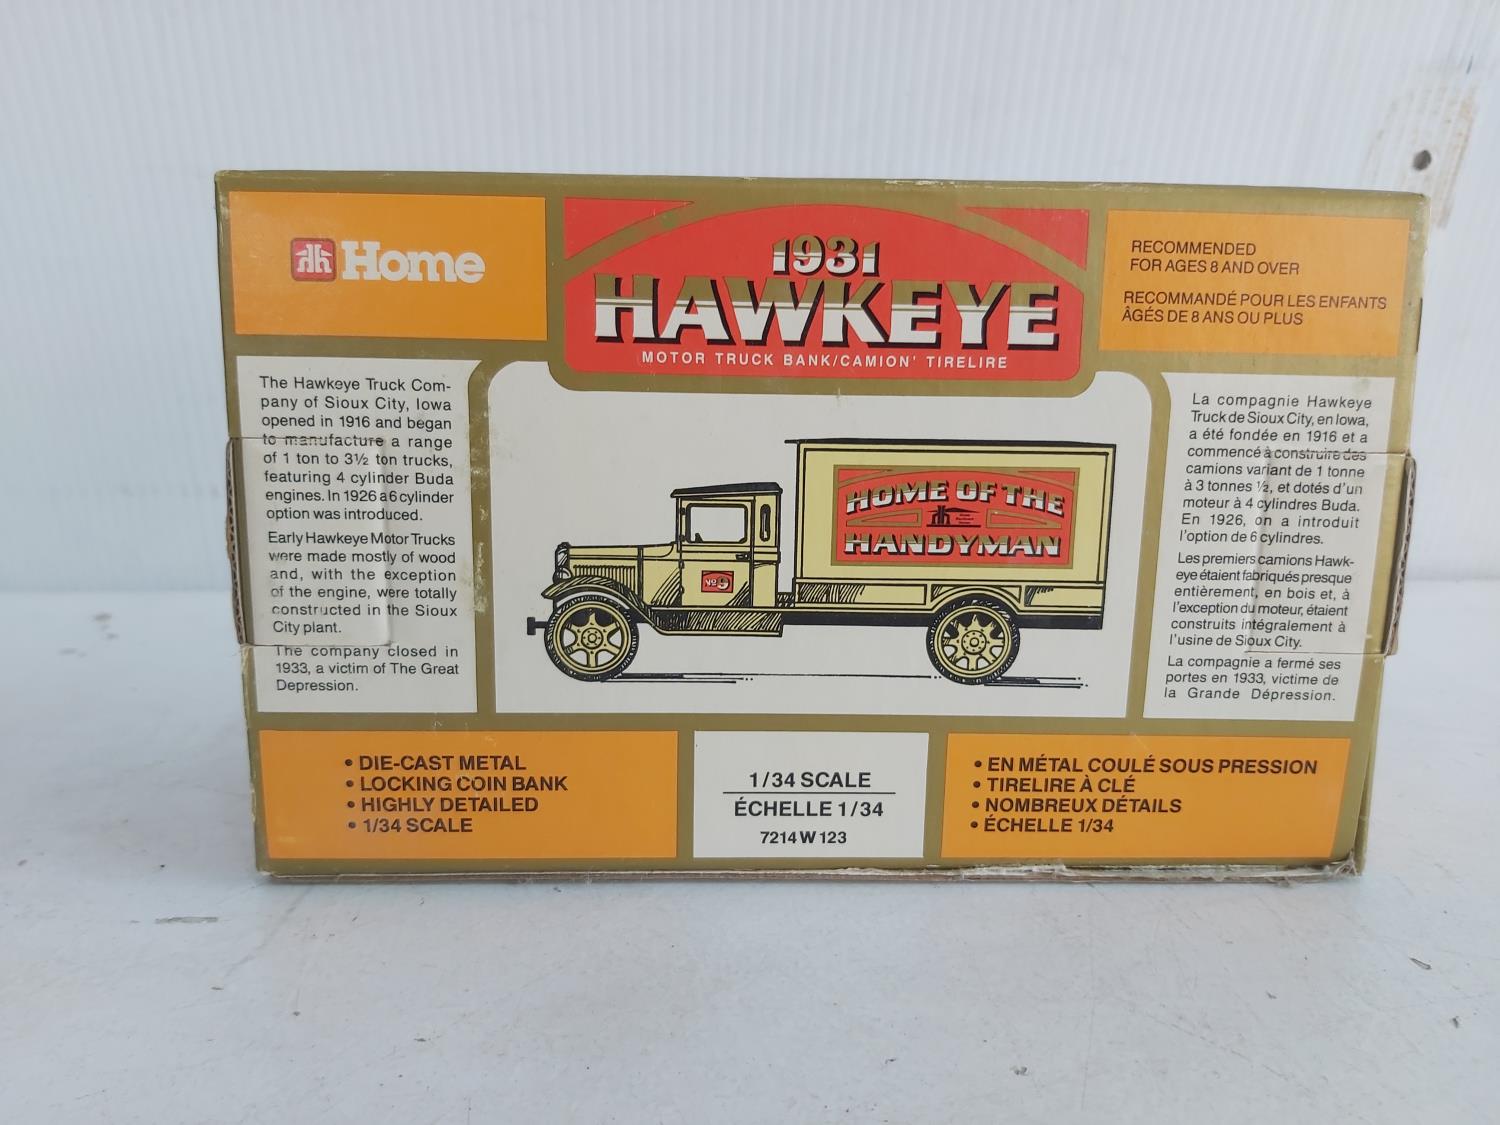 Home
1931
HAWKEYE
MOTOR TRUCK BANK/CAMION' TIRELIRE
RECOMMENDED
FOR AGES 8 AND OVER
RECOMMANDÉ POUR LES ENFANTS
ÂGÉS DE 8 ANS OU PLUS
The Hawkeye Truck Com-
pany of Sioux City, Iowa
opened in 1916 and began
to manufacture a range
of 1 ton to 3½ ton trucks,
featuring 4 cylinder Buda
engines. In 1926 a 6 cylinder
option was introduced.
Early Hawkeye Motor Trucks
were made mostly of wood
and, with the exception
of the engine, were totally
constructed in the Sioux
City plant.
The company closed in
1933, a victim of The Great
Depression.
HOME OF THE
HANDYMAN
Nº 9
La compagnie Hawkeye
Truck de Sioux City, en Iowa,
a été fondée en 1916 et a
commencé à construire des
camions variant de 1 tonne
à 3 tonnes ½, et dotés d'un
moteur à 4 cylindres Buda.
En 1926, on a introduit
l'option de 6 cylindres.
Les premiers camions Hawk-
eye étaient fabriqués presque
entièrement, en bois et, à
l'exception du moteur, étaient
construits intégralement à
l'usine de Sioux City.
La compagnie a fermé ses
portes en 1933, victime de
la Grande Dépression.
• DIE-CAST METAL
• LOCKING COIN BANK
• HIGHLY DETAILED
• 1/34 SCALE
1/34 SCALE
ÉCHELLE 1/34
7214 W 123
• EN MÉTAL COULÉ SOUS PRESSION
• TIRELIRE À CLÉ
• NOMBREUX DÉTAILS
• ÉCHELLE 1/34